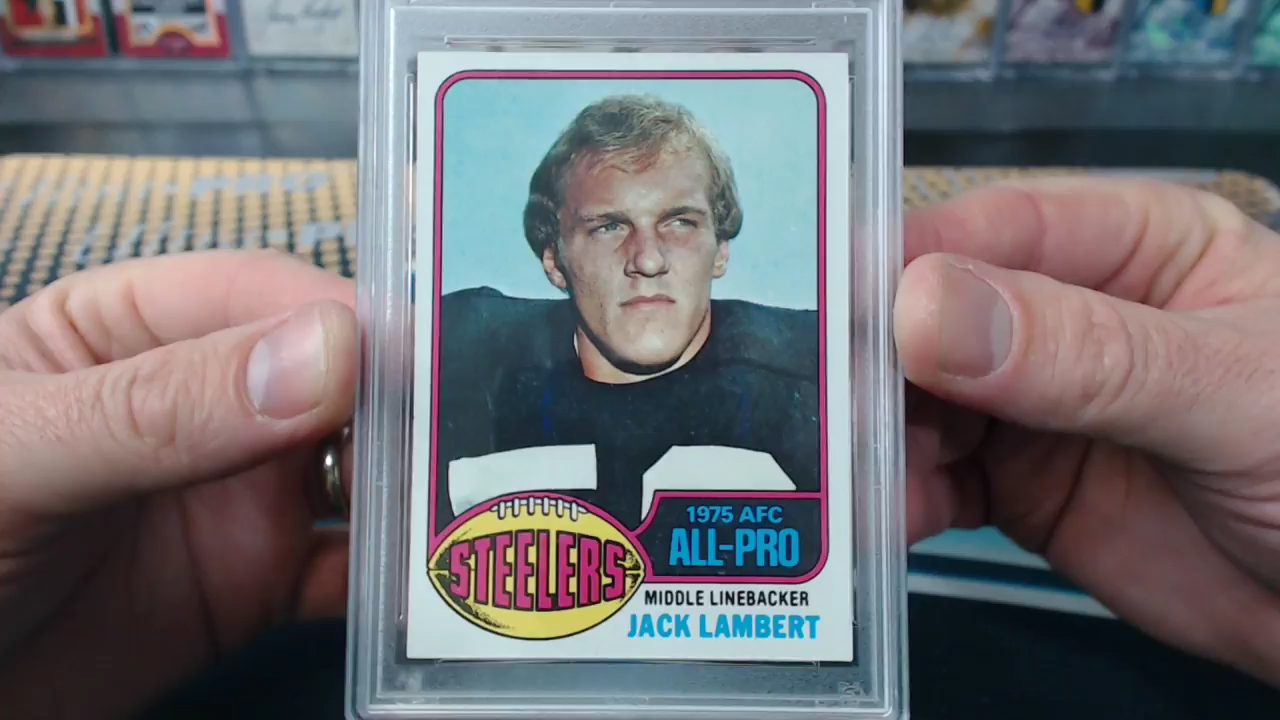 1975 AFC
ALL-PRO
STEELERS
MIDDLE LINEBACKER
JACK LAMBERT